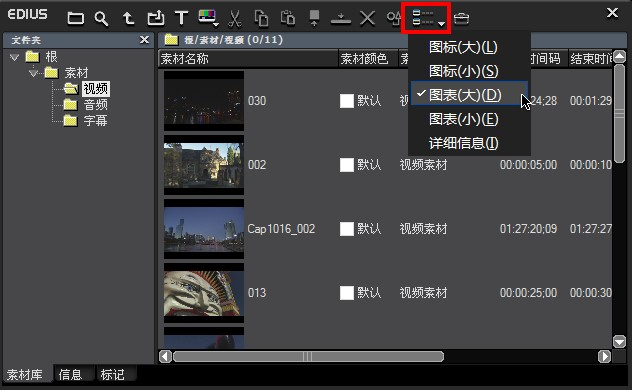 EDIUS
文件夹
根/素材/视频 (0/11)
根
素材
视频
音频
字幕
素材名称
素材颜色
时间码
结束时间
图标(大)(L)
图标(小)(S)
图表(大)(D)
图表(小)(E)
详细信息(I)
030
默认
24;28
00:01:29
002
默认
视频素材
00:00:05;00
00:00:10
Cap1016_002
默认
视频素材
01:27:20;09
01:27:27
013
默认
视频素材
00:00:25;00
00:00:30
素材库
信息
标记